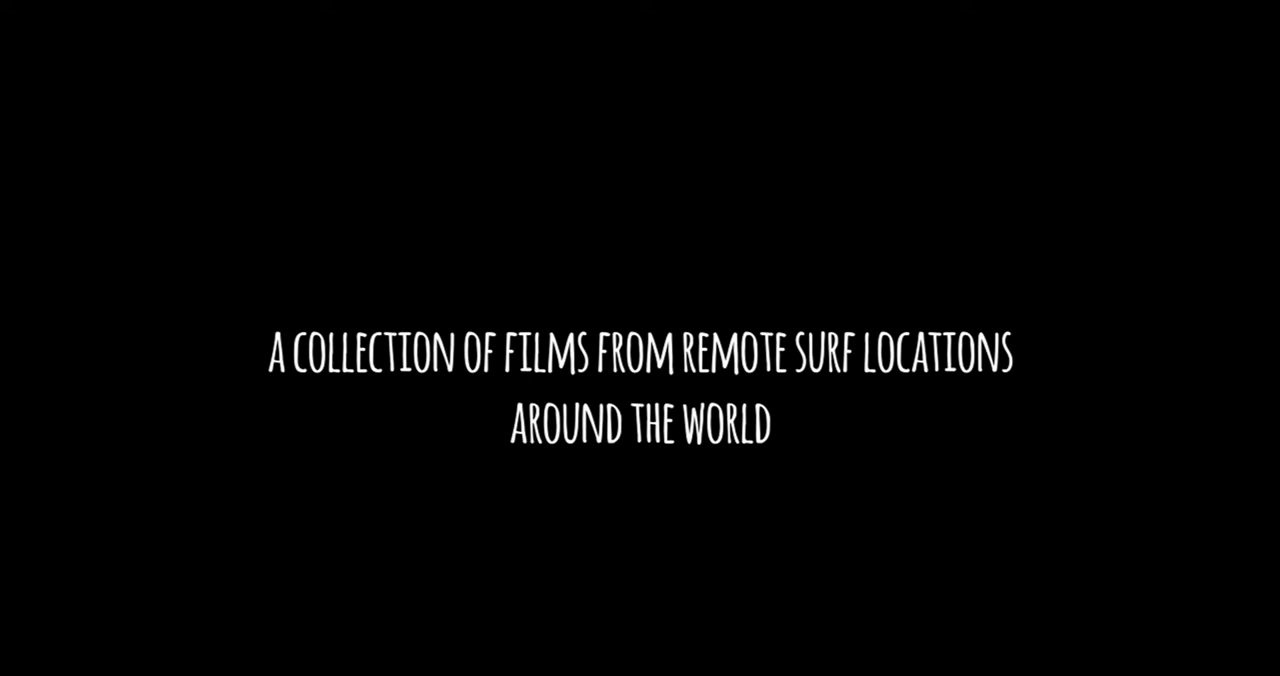 A COLLECTION OF FILMS FROM REMOTE SURF LOCATIONS
AROUND THE WORLD